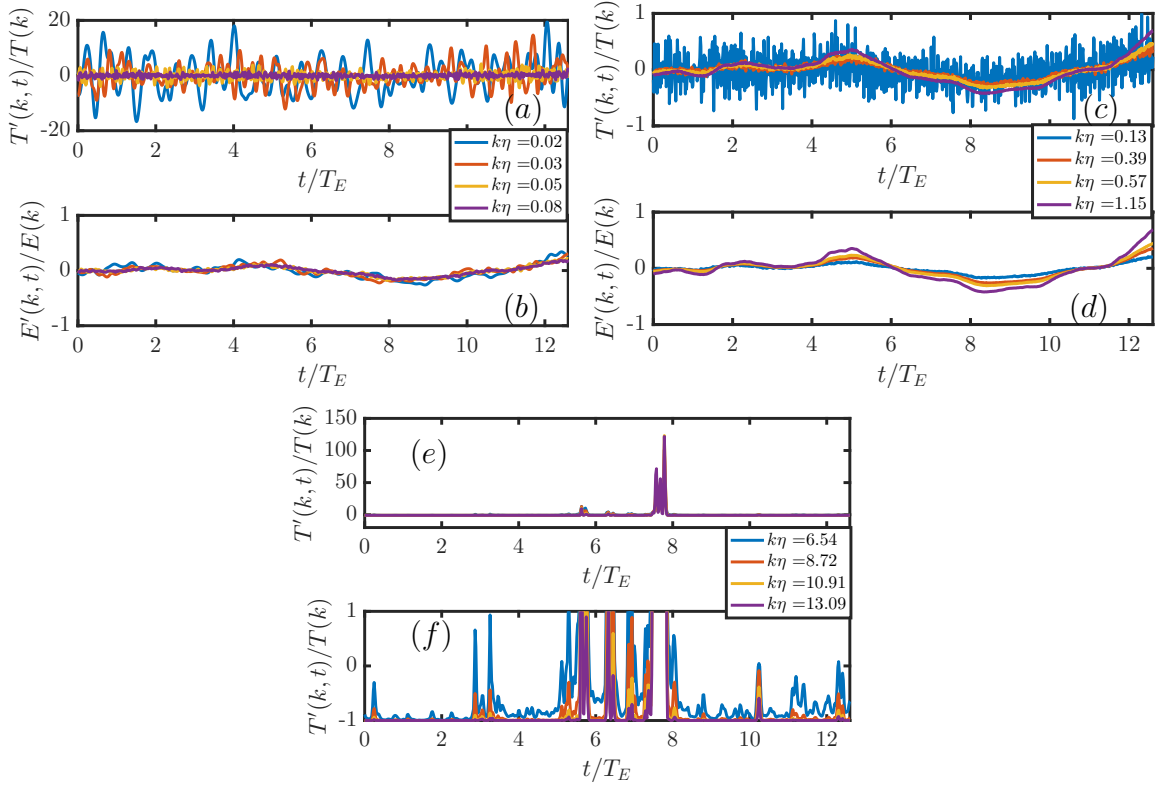 T′(k, t)/T(k)
20
0
-20
0 2 4 6 8 10 12
(a)
t/T_E
kη =0.02
kη =0.03
kη =0.05
kη =0.08
E′(k, t)/E(k)
1
0
-1
0 2 4 6 8 10 12
(b)
t/T_E
T′(k, t)/T(k)
1
0
-1
0 2 4 6 8 10 12
(c)
t/T_E
kη =0.13
kη =0.39
kη =0.57
kη =1.15
E′(k, t)/E(k)
1
0
-1
0 2 4 6 8 10 12
(d)
t/T_E
T′(k, t)/T(k)
150
100
50
0
0 2 4 6 8
(e)
t/T_E
kη =6.54
kη =8.72
kη =10.91
kη =13.09
T′(k, t)/T(k)
1
0
-1
0 2 4 6 8 10 12
(f)
t/T_E